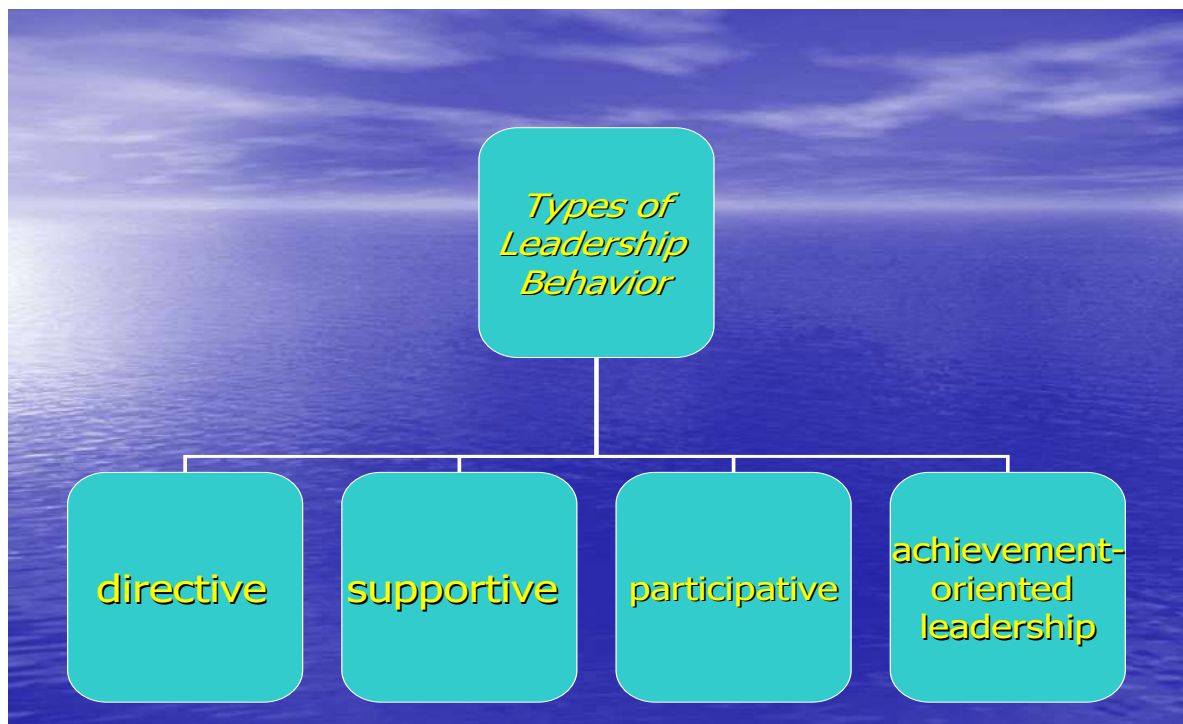 Types of
Leadership
Behavior
directive
supportive
participative
achievement-
oriented
leadership